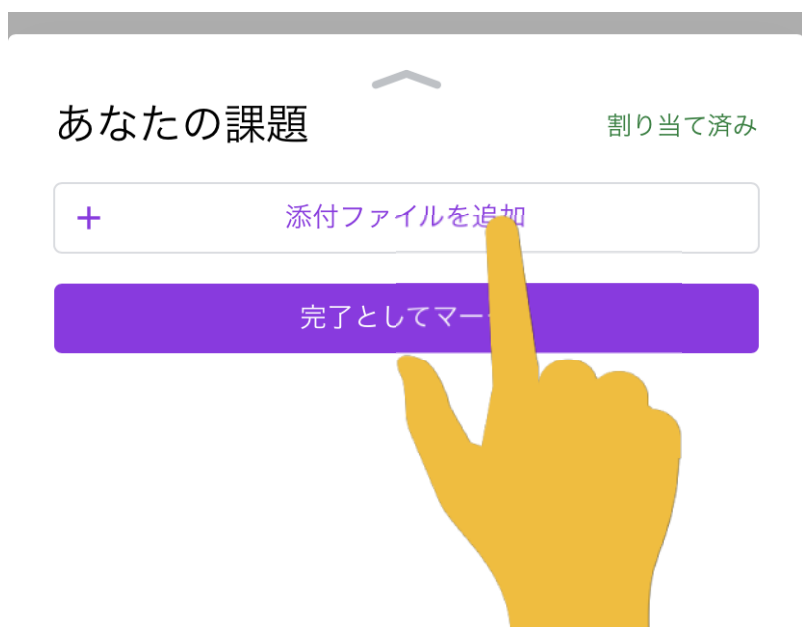 あなたの課題
割り当て済み
+ 添付ファイルを追加
完了としてマー